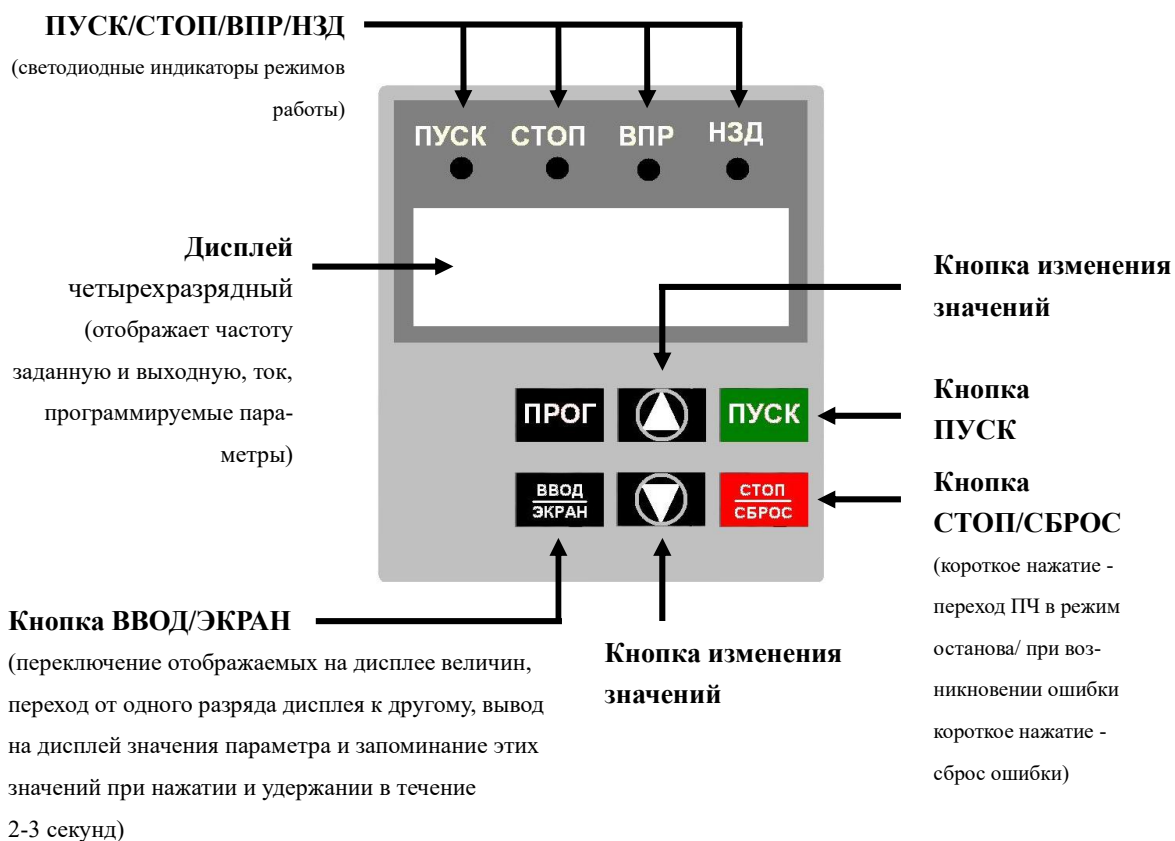 ПУСК/СТОП/ВПР/НЗД
(светодиодные индикаторы режимов
работы)
ПУСК СТОП ВПР НЗД
Дисплей
четырехразрядный
(отображает частоту
заданную и выходную, ток,
программируемые пара-
метры)
Кнопка изменения
значений
ПРОГ
ПУСК
Кнопка
ПУСК
ВВОД
ЭКРАН
СТОП
СБРОС
Кнопка
СТОП/СБРОС
(короткое нажатие -
переход ПЧ в режим
останова/ при воз-
никновении ошибки
короткое нажатие -
сброс ошибки)
Кнопка ВВОД/ЭКРАН
(переключение отображаемых на дисплее величин,
переход от одного разряда дисплея к другому, вывод
на дисплей значения параметра и запоминание этих
значений при нажатии и удержании в течение
2-3 секунд)
Кнопка изменения
значений